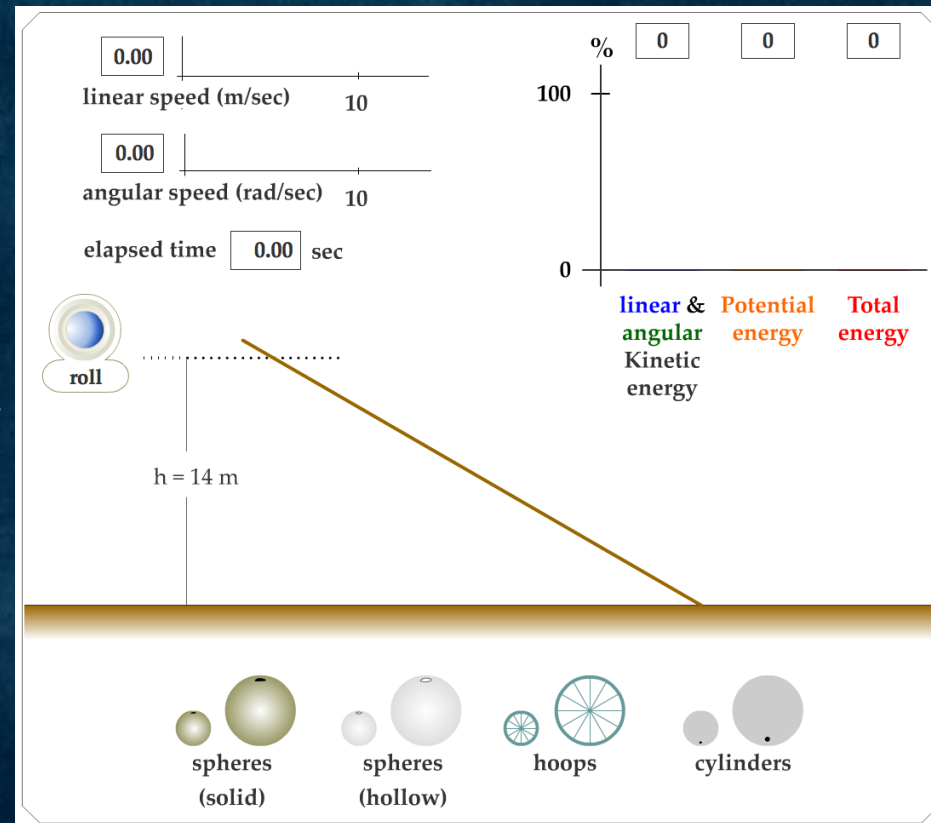 0.00
linear speed (m/sec)
10
0.00
angular speed (rad/sec)
10
elapsed time 0.00 sec
% 0 0 0
100
0
linear & angular Kinetic energy
Potential energy
Total energy
roll
h = 14 m
spheres (solid)
spheres (hollow)
hoops
cylinders